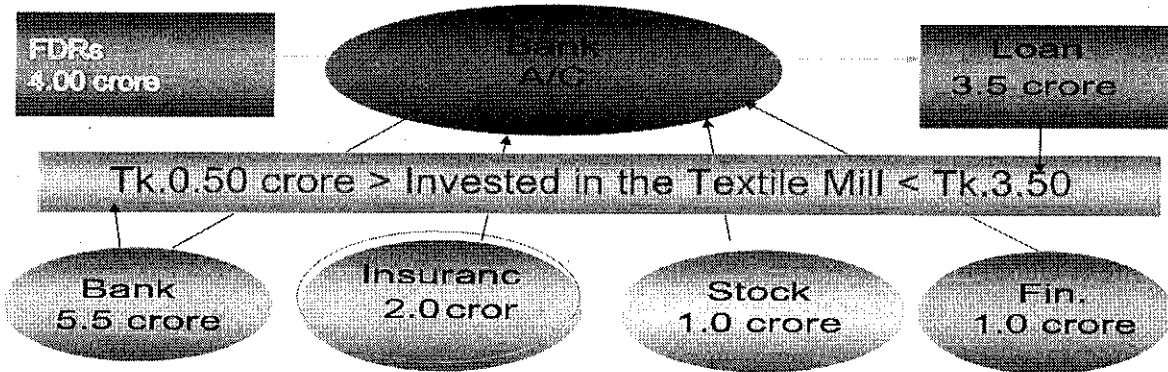 FDRs
4.00 crore
Bank
A/C
Loan
3.5 crore
Tk.0.50 crore > Invested in the Textile Mill < Tk.3.50
Bank
5.5 crore
Insuranc
2.0 cror
Stock
1.0 crore
Fin.
1.0 crore